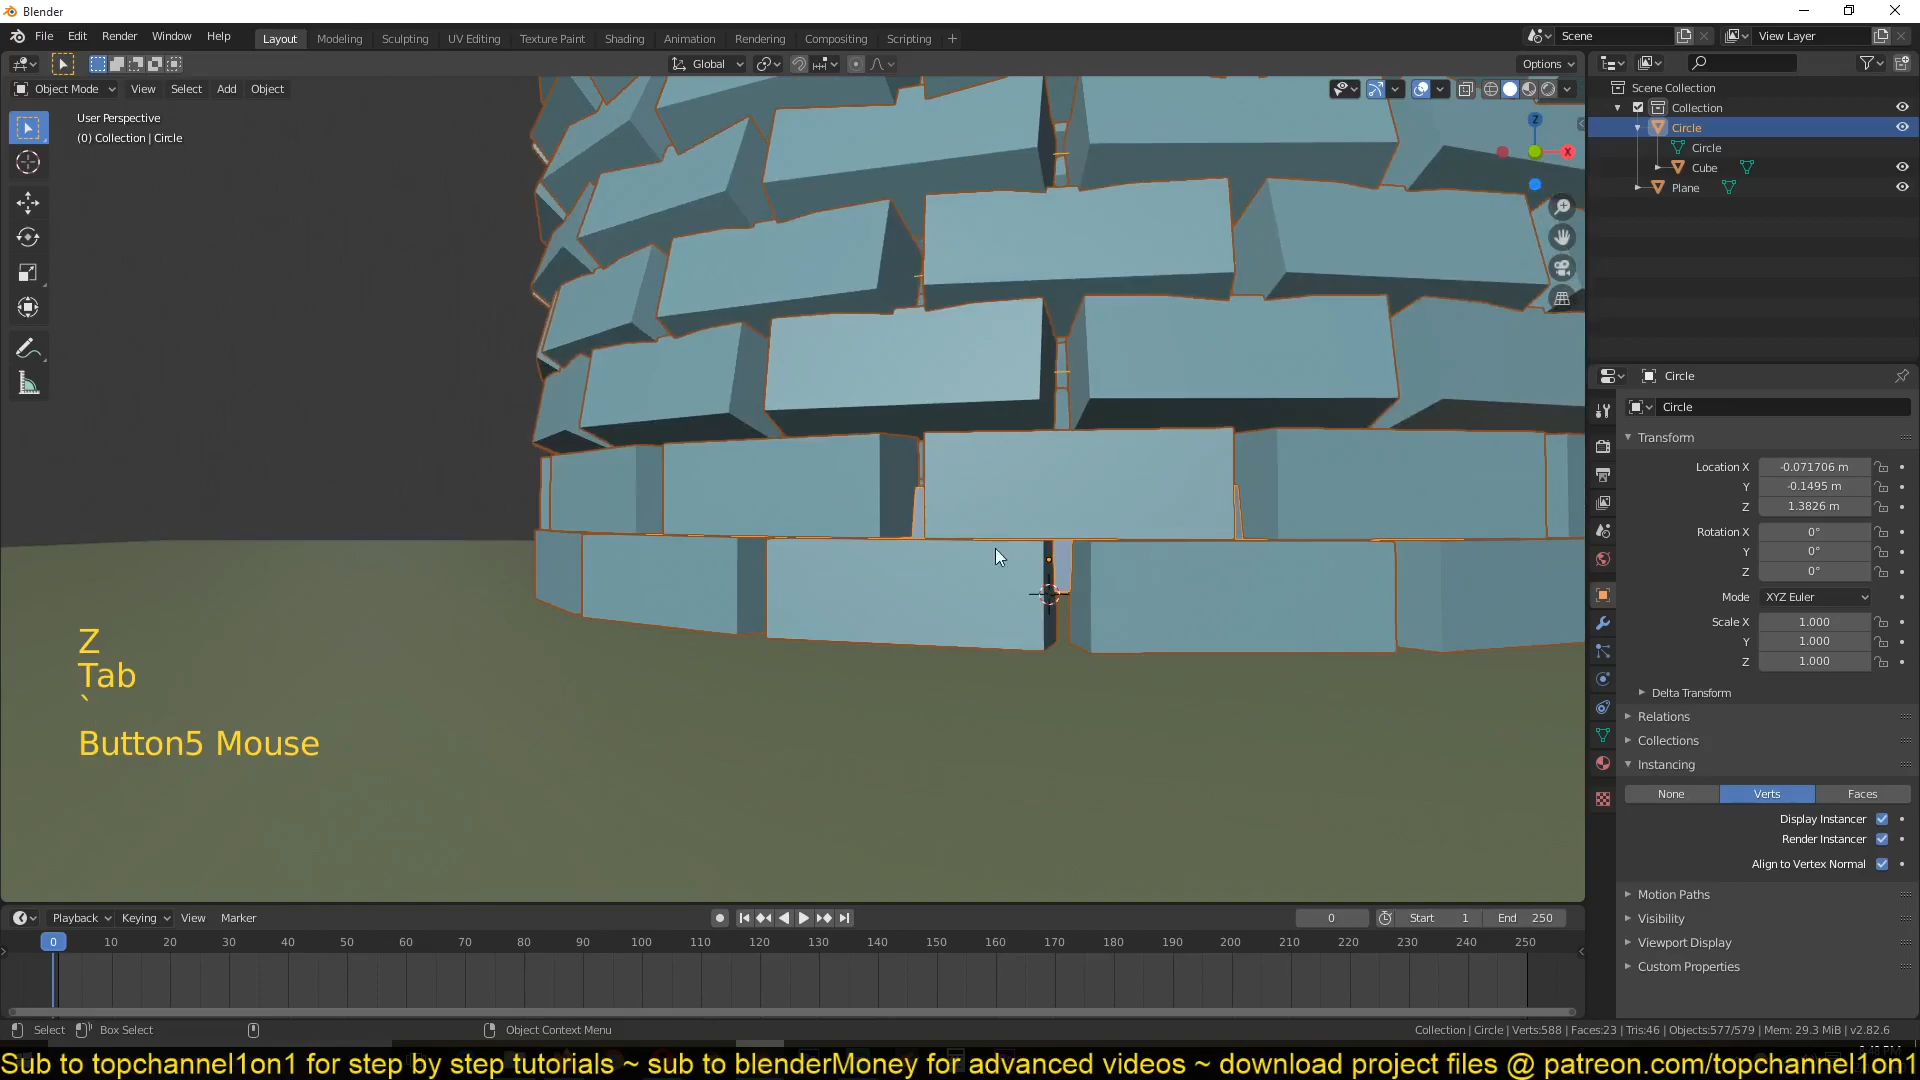 Blender
File Edit Render Window Help Layout Modeling Sculpting UV Editing Texture Paint Shading Animation Rendering Compositing Scripting + Scene View Layer
Global Options
Object Mode View Select Add Object
User Perspective
(0) Collection | Circle
Z
X
Scene Collection
Collection
Circle
Circle
Cube
Plane
Circle
Circle
Transform
Location X -0.071706 m
Y -0.1495 m
Z 1.3826 m
Rotation X 0°
Y 0°
Z 0°
Mode XYZ Euler
Scale X 1.000
Y 1.000
Z 1.000
Delta Transform
Relations
Collections
Instancing
None Verts Faces
Display Instancer
Render Instancer
Align to Vertex Normal
Motion Paths
Visibility
Viewport Display
Custom Properties
Z
Tab
`
Button5 Mouse
Playback Keying View Marker 0 Start 1 End 250
0 10 20 30 40 50 60 70 80 90 100 110 120 130 140 150 160 170 180 190 200 210 220 230 240 250
Select Box Select Object Context Menu Collection | Circle | Verts:588 | Faces:23 | Tris:46 | Objects:577/579 | Mem: 29.3 MiB | v2.82.6
Sub to topchannel1on1 for step by step tutorials ~ sub to blenderMoney for advanced videos ~ download project files @ patreon.com/topchannel1on1